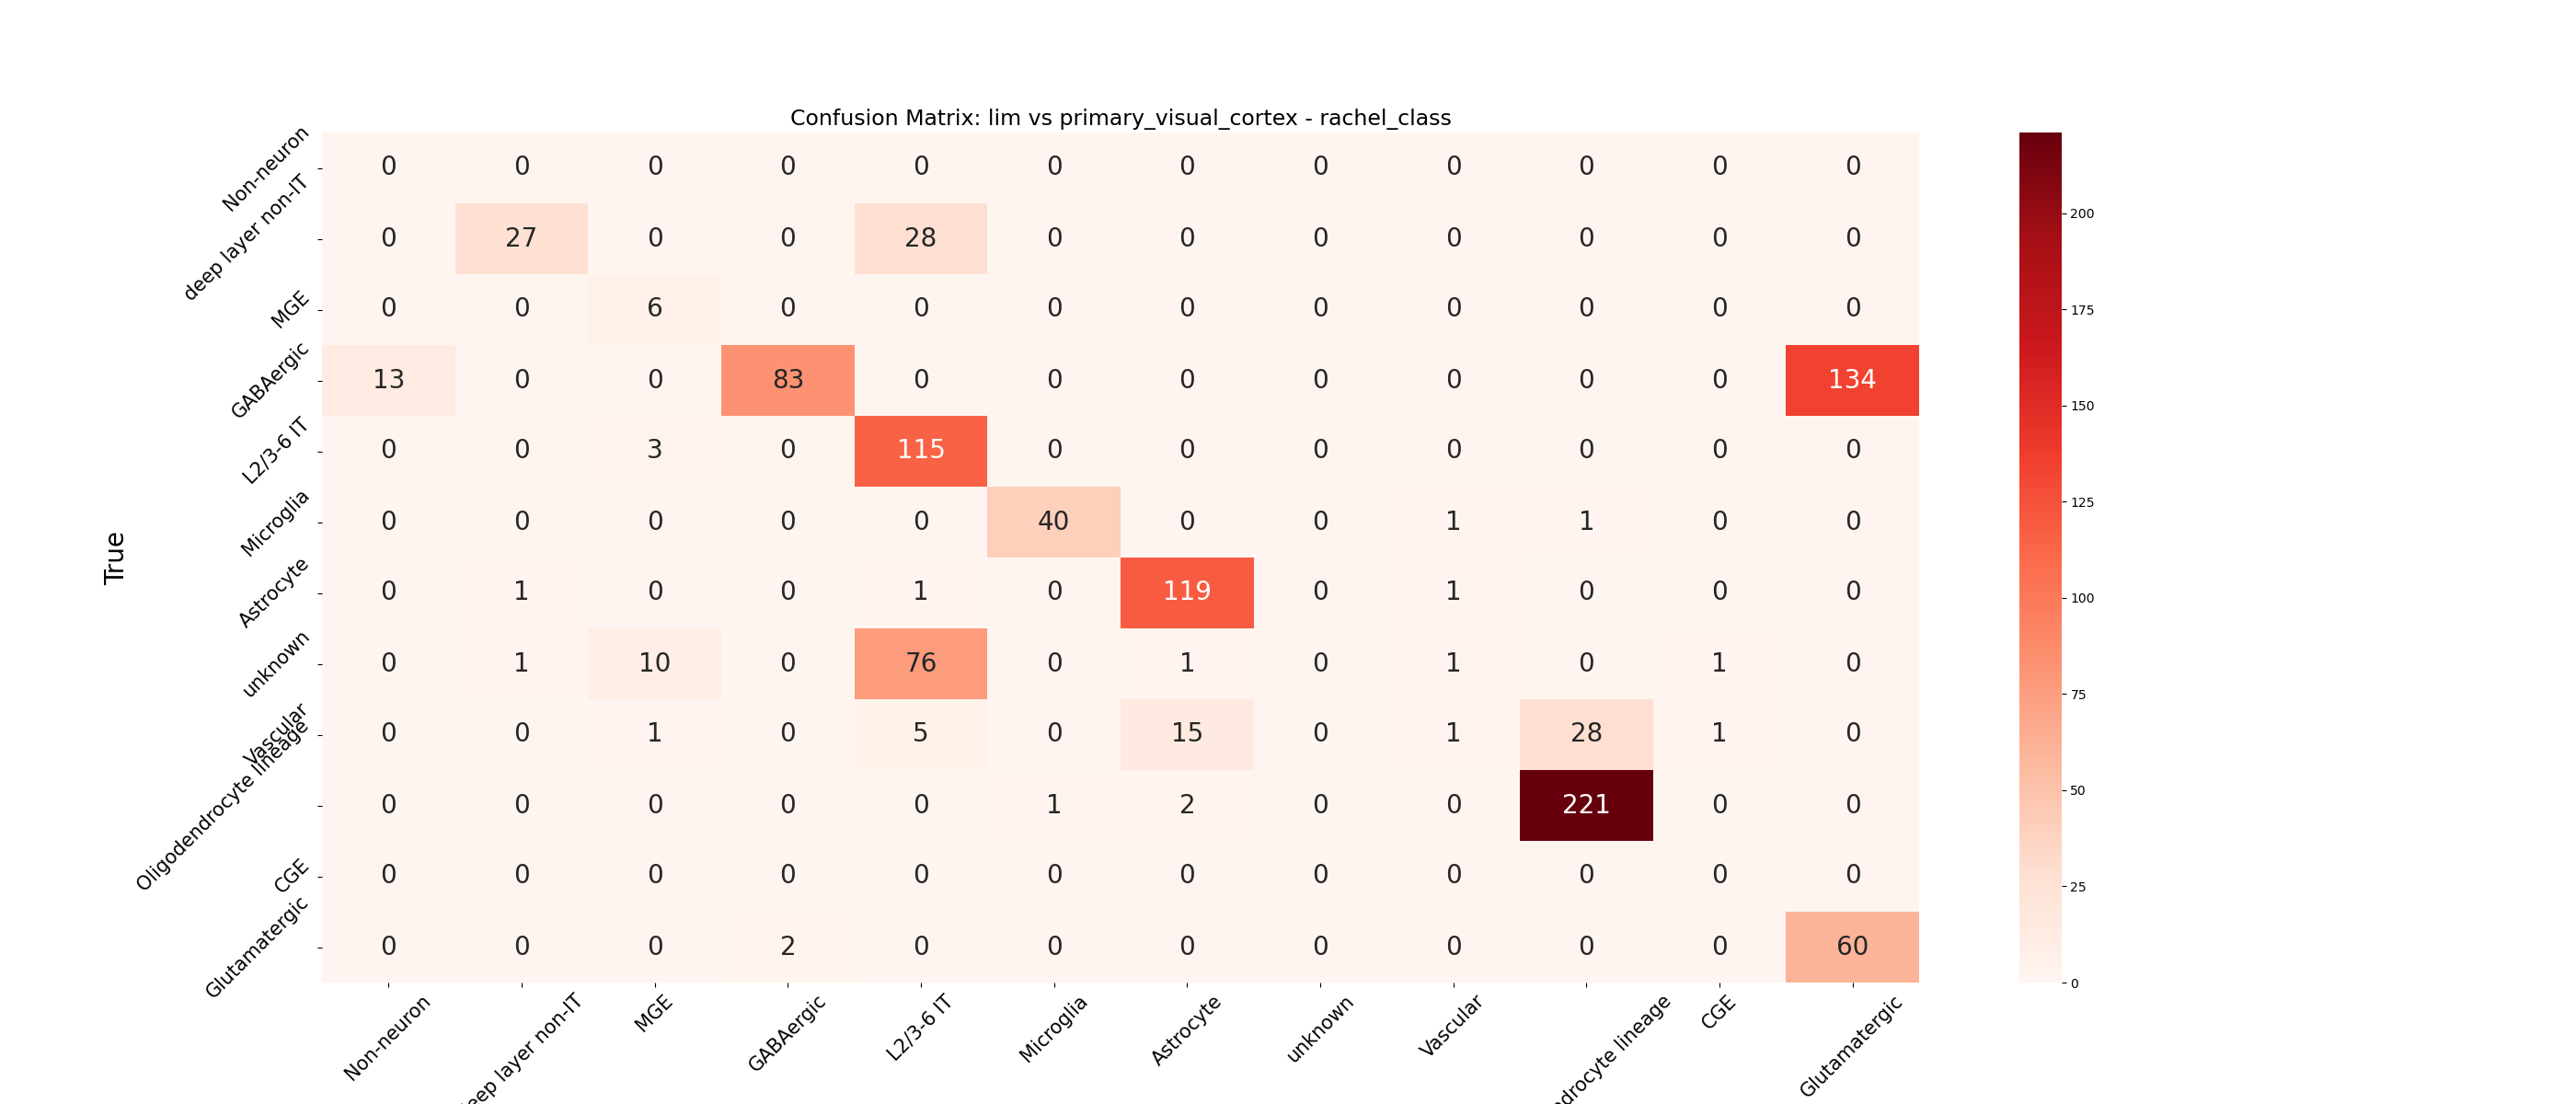 Confusion Matrix: lim vs primary_visual_cortex - rachel_class
Non-neuron 0 0 0 0 0 0 0 0 0 0 0 0
deep layer non-IT 0 27 0 0 28 0 0 0 0 0 0 0
MGE 0 0 6 0 0 0 0 0 0 0 0 0
GABAergic 13 0 0 83 0 0 0 0 0 0 0 134
L2/3-6 IT 0 0 3 0 115 0 0 0 0 0 0 0
Microglia 0 0 0 0 0 40 0 0 1 1 0 0
True
Astrocyte 0 1 0 0 1 0 119 0 1 0 0 0
unknown 0 1 10 0 76 0 1 0 1 0 1 0
Vascular 0 0 1 0 5 0 15 0 1 28 1 0
Oligodendrocyte lineage 0 0 0 0 0 1 2 0 0 221 0 0
CGE 0 0 0 0 0 0 0 0 0 0 0 0
Glutamatergic 0 0 0 2 0 0 0 0 0 0 0 60
Non-neuron
eep layer non-IT
MGE
GABAergic
L2/3-6 IT
Microglia
Astrocyte
unknown
Vascular
ndrocyte lineage
CGE
Glutamatergic
200
175
150
125
100
75
50
25
0